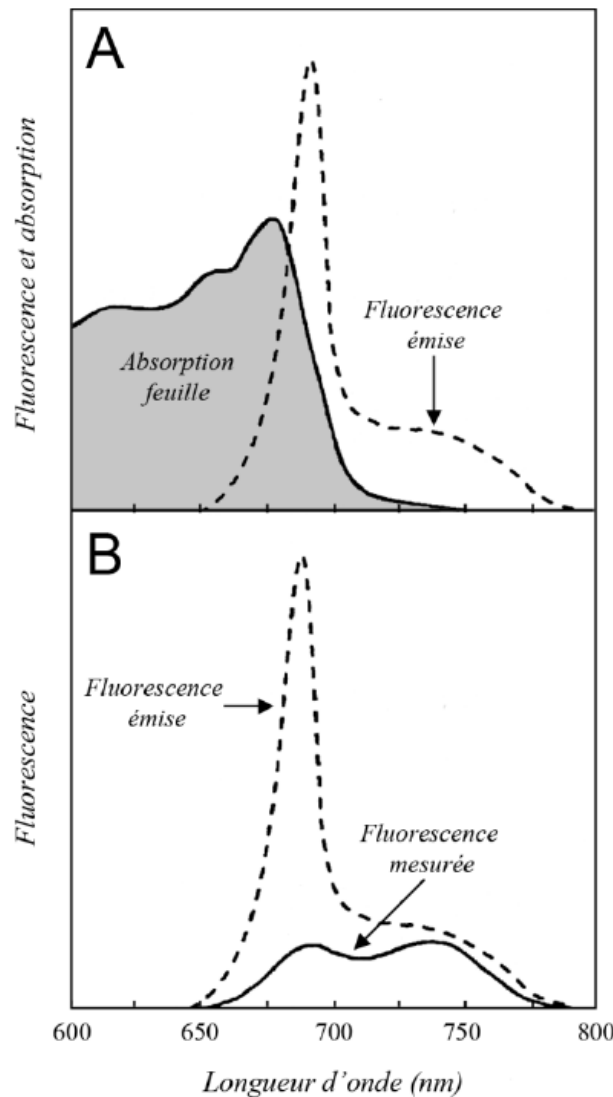 A
Fluorescence et absorption
Fluorescence
émise
Absorption
feuille
B
Fluorescence
Fluorescence
émise
Fluorescence
mesurée
600 650 700 750 800
Longueur d'onde (nm)